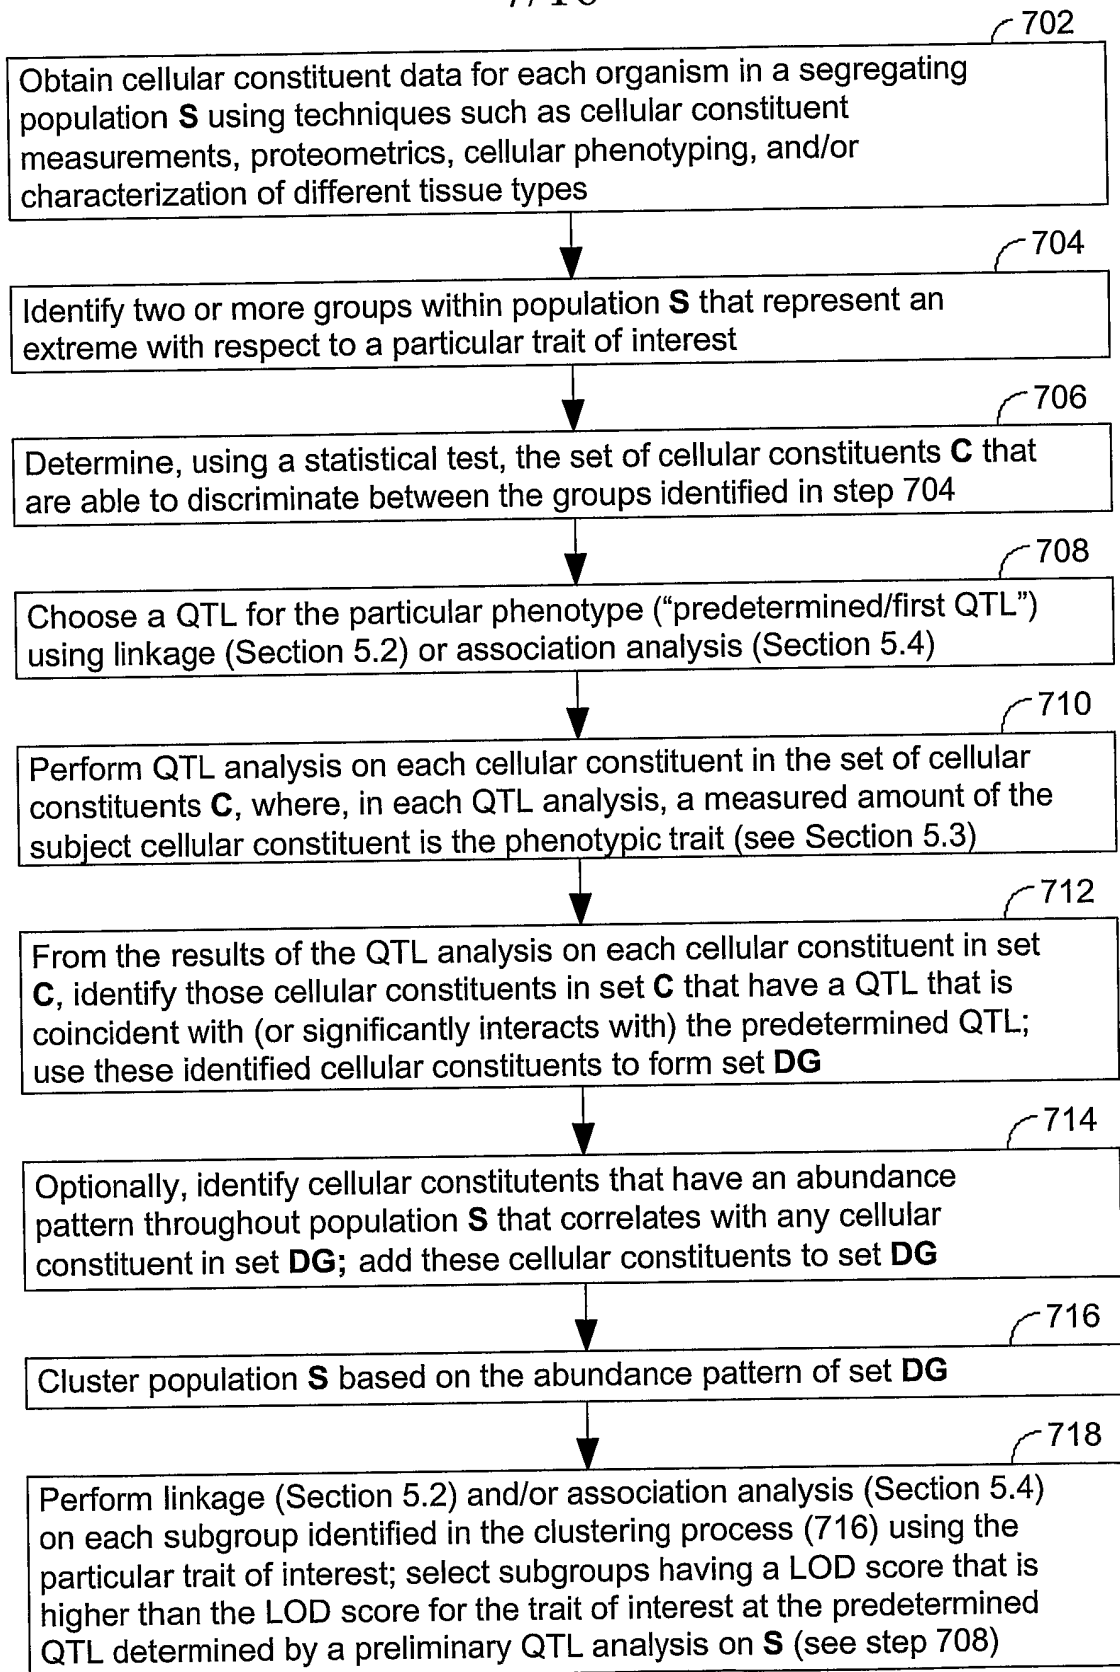 702
Obtain cellular constituent data for each organism in a segregating
population S using techniques such as cellular constituent
measurements, proteometrics, cellular phenotyping, and/or
characterization of different tissue types
704
Identify two or more groups within population S that represent an
extreme with respect to a particular trait of interest
706
Determine, using a statistical test, the set of cellular constituents C that
are able to discriminate between the groups identified in step 704
708
Choose a QTL for the particular phenotype (“predetermined/first QTL”)
using linkage (Section 5.2) or association analysis (Section 5.4)
710
Perform QTL analysis on each cellular constituent in the set of cellular
constituents C, where, in each QTL analysis, a measured amount of the
subject cellular constituent is the phenotypic trait (see Section 5.3)
712
From the results of the QTL analysis on each cellular constituent in set
C, identify those cellular constituents in set C that have a QTL that is
coincident with (or significantly interacts with) the predetermined QTL;
use these identified cellular constituents to form set DG
714
Optionally, identify cellular constitutents that have an abundance
pattern throughout population S that correlates with any cellular
constituent in set DG; add these cellular constituents to set DG
716
Cluster population S based on the abundance pattern of set DG
718
Perform linkage (Section 5.2) and/or association analysis (Section 5.4)
on each subgroup identified in the clustering process (716) using the
particular trait of interest; select subgroups having a LOD score that is
higher than the LOD score for the trait of interest at the predetermined
QTL determined by a preliminary QTL analysis on S (see step 708)